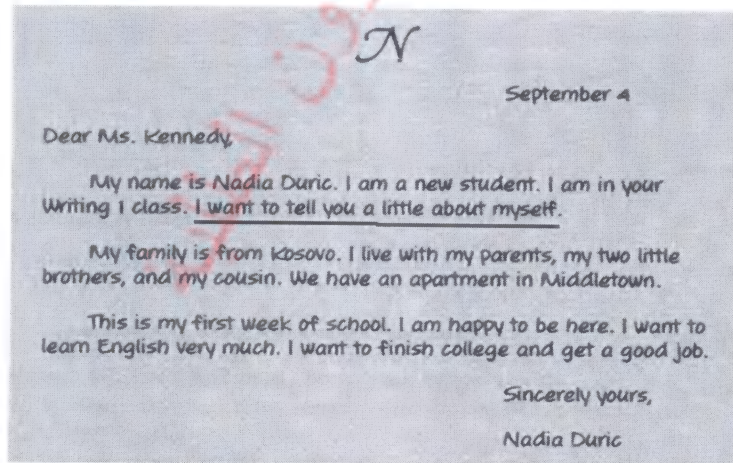 N
September 4
Dear Ms. Kennedy,
My name is Nadia Duric. I am a new student. I am in your
Writing 1 class. I want to tell you a little about myself.
My family is from Kosovo. I live with my parents, my two little
brothers, and my cousin. We have an apartment in Middletown.
This is my first week of school. I am happy to be here. I want to
learn English very much. I want to finish college and get a good job.
Sincerely yours,
Nadia Duric